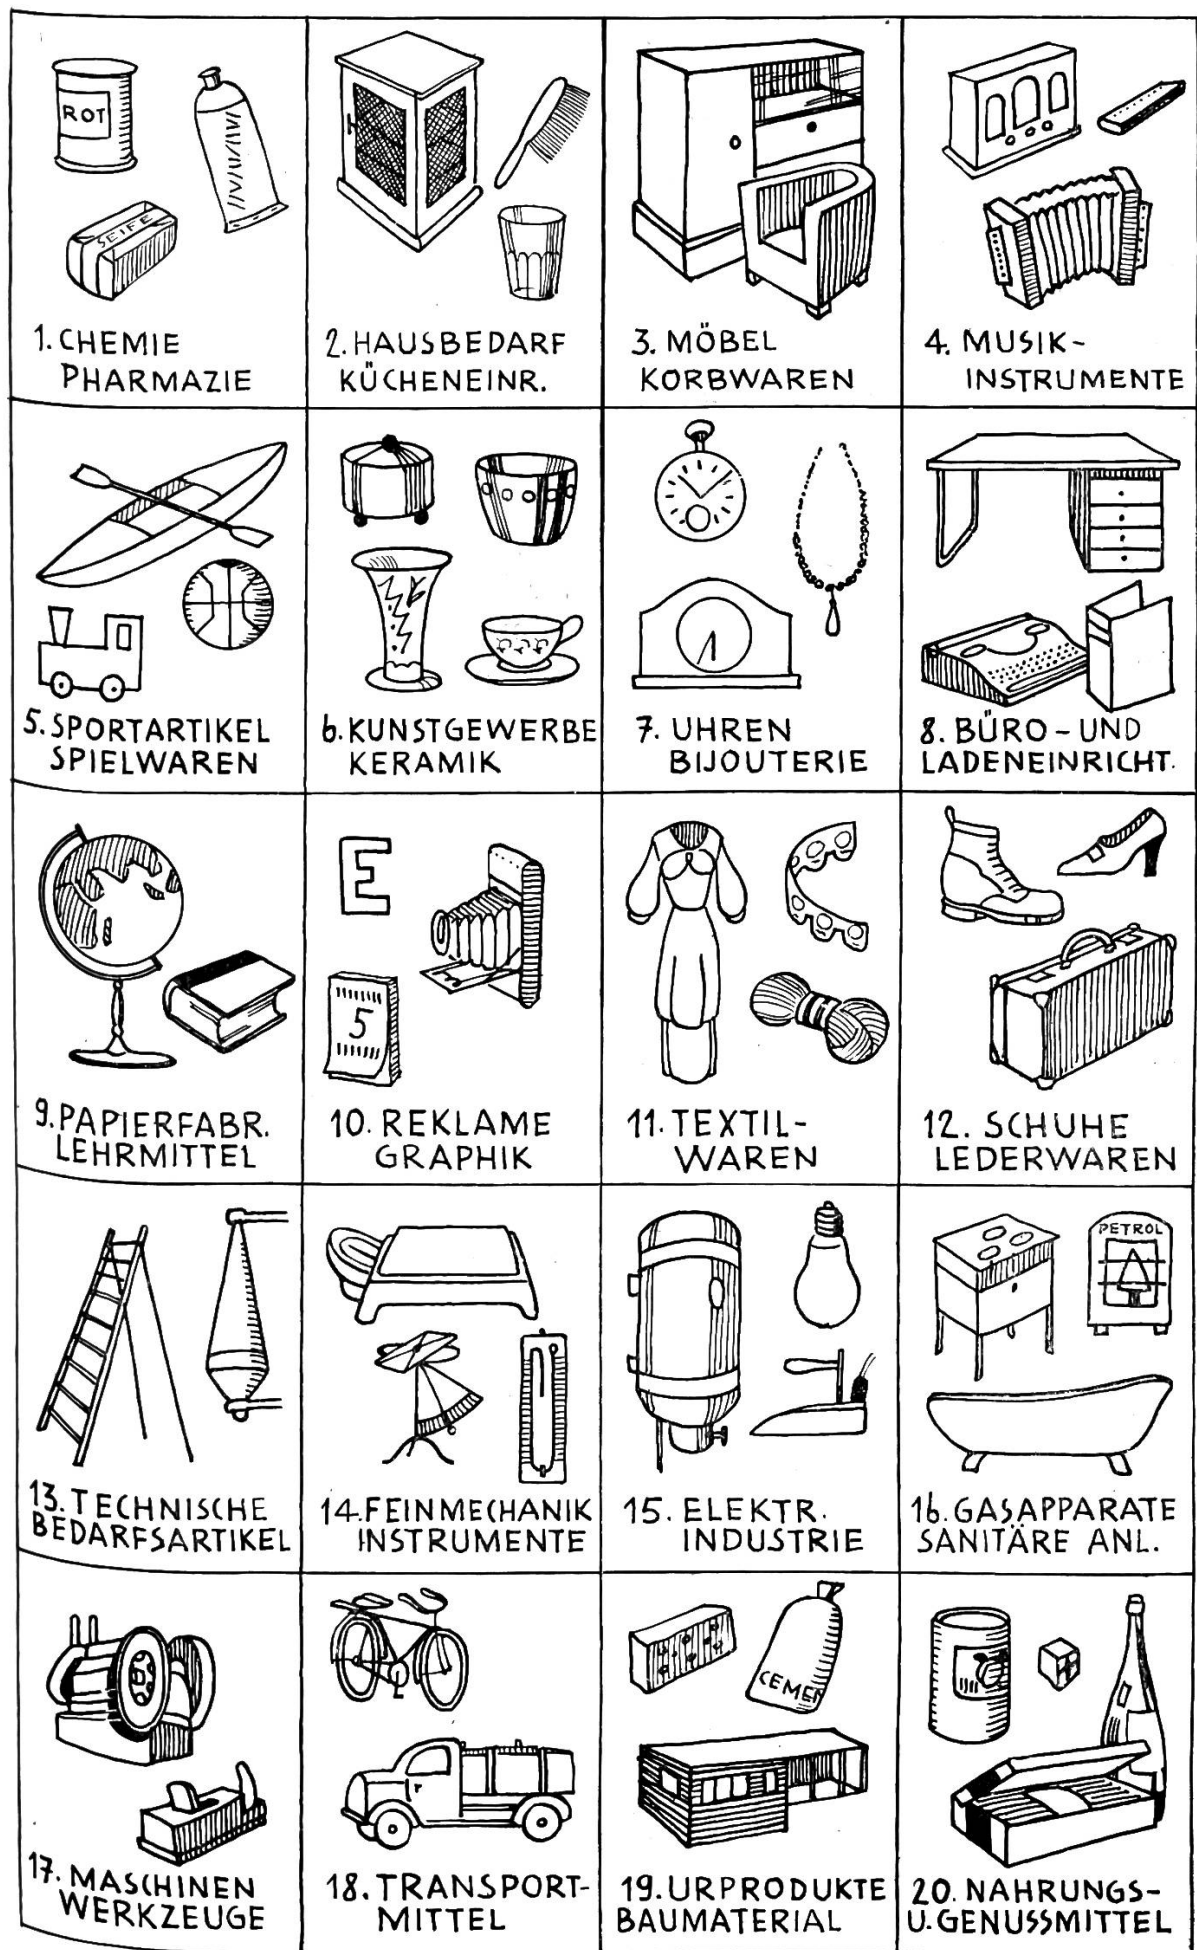 ROT
SEIFE
1. CHEMIE
PHARMAZIE
2. HAUSBEDARF
KÜCHENEINR.
3. MÖBEL
KORBWAREN
4. MUSIK-
INSTRUMENTE
5. SPORTARTIKEL
SPIELWAREN
6. KUNSTGEWERBE
KERAMIK
7. UHREN
BIJOUTERIE
8. BÜRO-UND
LADENEINRICHT.
9. PAPIERFABR.
LEHRMITTEL
E
5
10. REKLAME
GRAPHIK
11. TEXTIL-
WAREN
12. SCHUHE
LEDERWAREN
13. TECHNISCHE
BEDARFSARTIKEL
14. FEINMECHANIK
INSTRUMENTE
15. ELEKTR.
INDUSTRIE
PETROL
16. GASAPPARATE
SANITÄRE ANL.
17. MASCHINEN
WERKZEUGE
18. TRANSPORT-
MITTEL
CEMEN
19. URPRODUKTE
BAUMATERIAL
20. NAHRUNGS-
U. GENUSSMITTEL